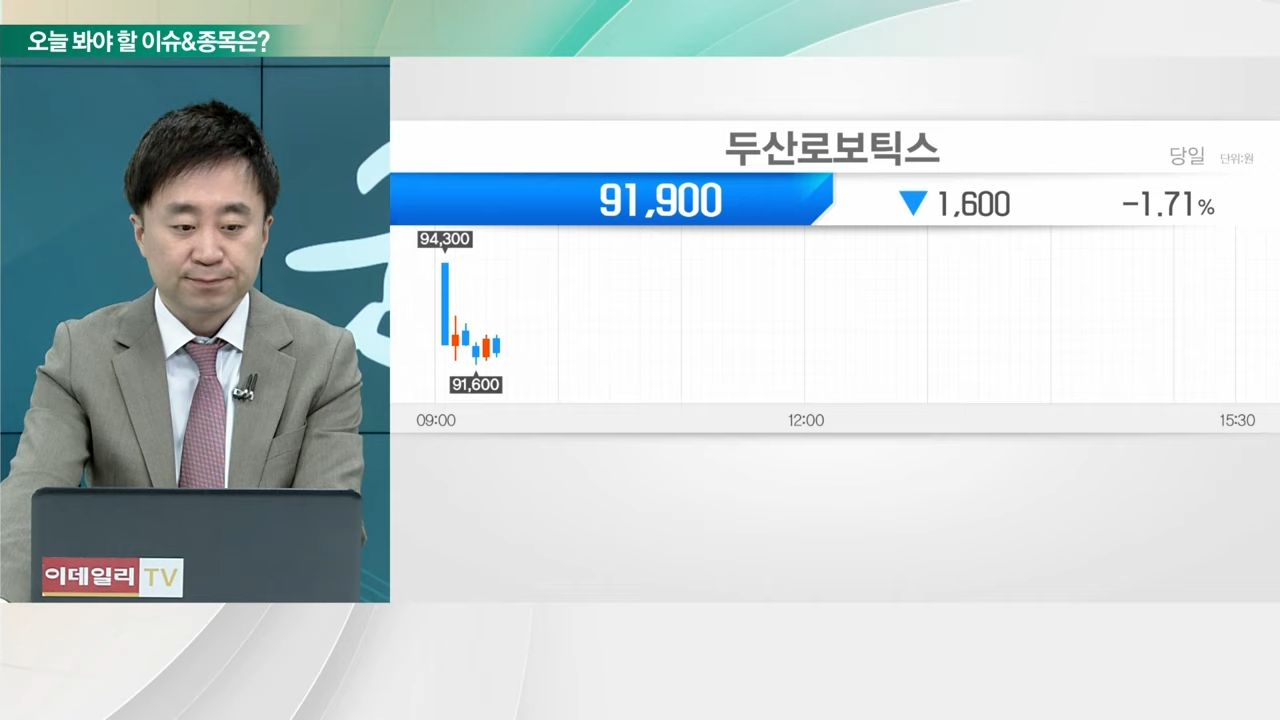 오늘 봐야 할 이슈&종목은?
두산로보틱스
당일 단위:원
91,900 ▼ 1,600 -1.71%
94,300
91,600
09:00 12:00 15:30
이데일리 TV